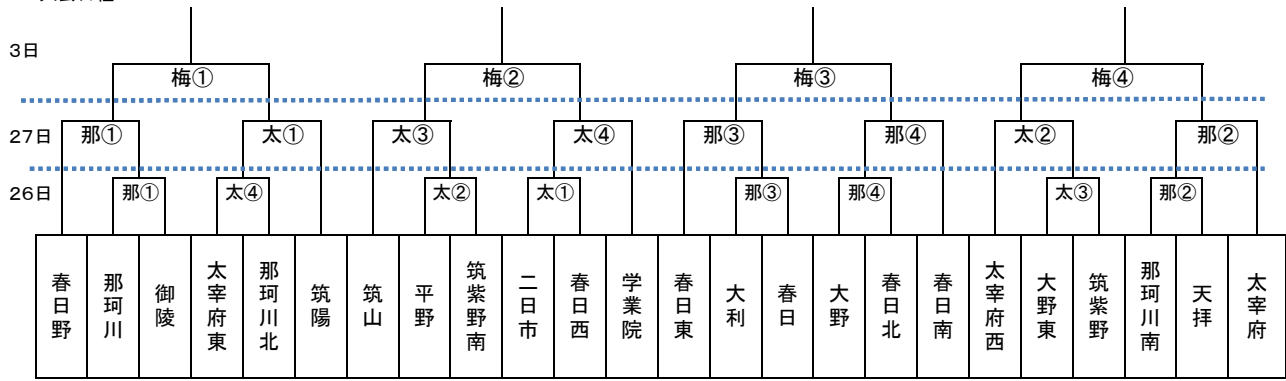 3日
梅① 梅② 梅③ 梅④
27日 那① 太① 太③ 太④ 那③ 那④ 太② 那②
26日 那① 太④ 太② 太① 那③ 那④ 太③ 那②
春日野
那珂川
御陵
太宰府東
那珂川北
筑陽
筑山
平野
筑紫野南
二日市
春日西
学業院
春日東
大利
春日
大野
春日北
春日南
太宰府西
大野東
筑紫野
那珂川南
天拝
太宰府